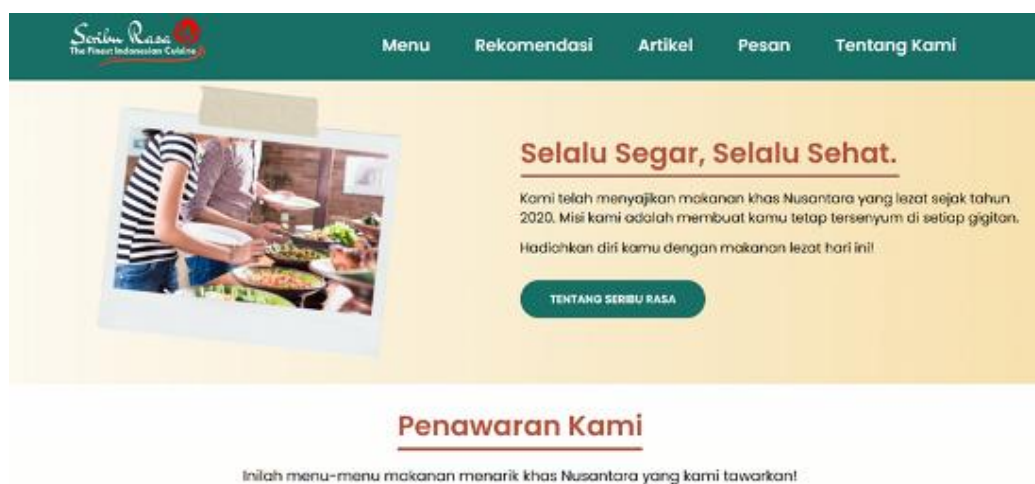 Seribu Rasa
The Finest Indonesian Cuisine
Menu Rekomendasi Artikel Pesan Tentang Kami
Selalu Segar, Selalu Sehat.
Kami telah menyajikan makanan khas Nusantara yang lezat sejak tahun
2020. Misi kami adalah membuat kamu tetap tersenyum di setiap gigitan.
Hadiahkan diri kamu dengan makanan lezat hari ini!
TENTANG SERIBU RASA
Penawaran Kami
Inilah menu-menu makanan menarik khas Nusantara yang kami tawarkan!